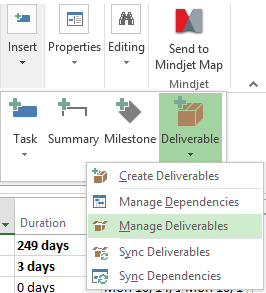 Insert
Properties
Editing
Send to
Mindjet Map
Mindjet
Task
Summary
Milestone
Deliverable
Create Deliverables
Manage Dependencies
Manage Deliverables
Sync Deliverables
Sync Dependencies
Duration
249 days
3 days
0 days